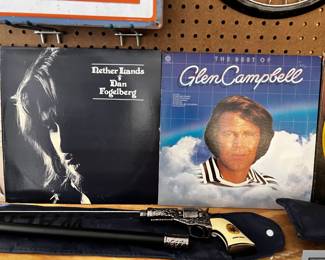 Nether Lands
Dan
Fogelberg
THE BEST OF
Glen Campbell